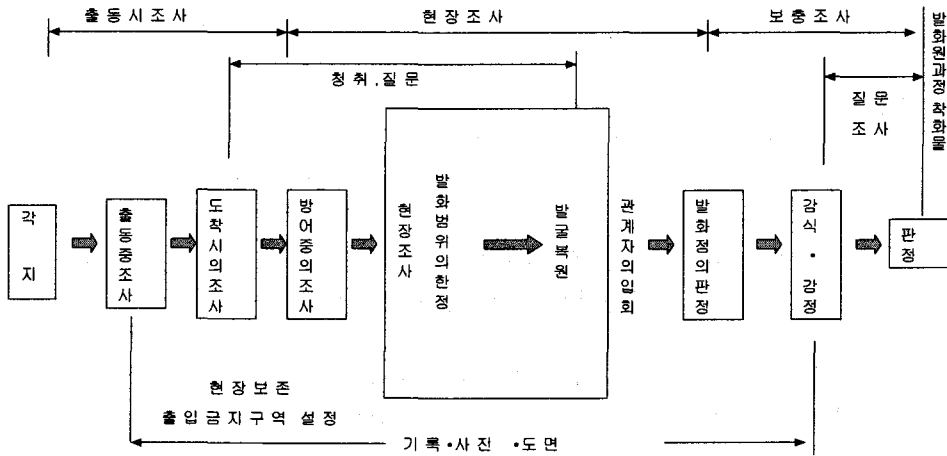 출동시조사
현장조사
보충조사
청취.질문
질문
조사
각지
출동중조사
도착시의조사
방어중의조사
현장조사
발화범위의한정
발굴복원
관계자의입회
발화점의판정
감식·감정
판정
발화원과정착화물
현장보존
출입금지구역 설정
기록•사진 •도면